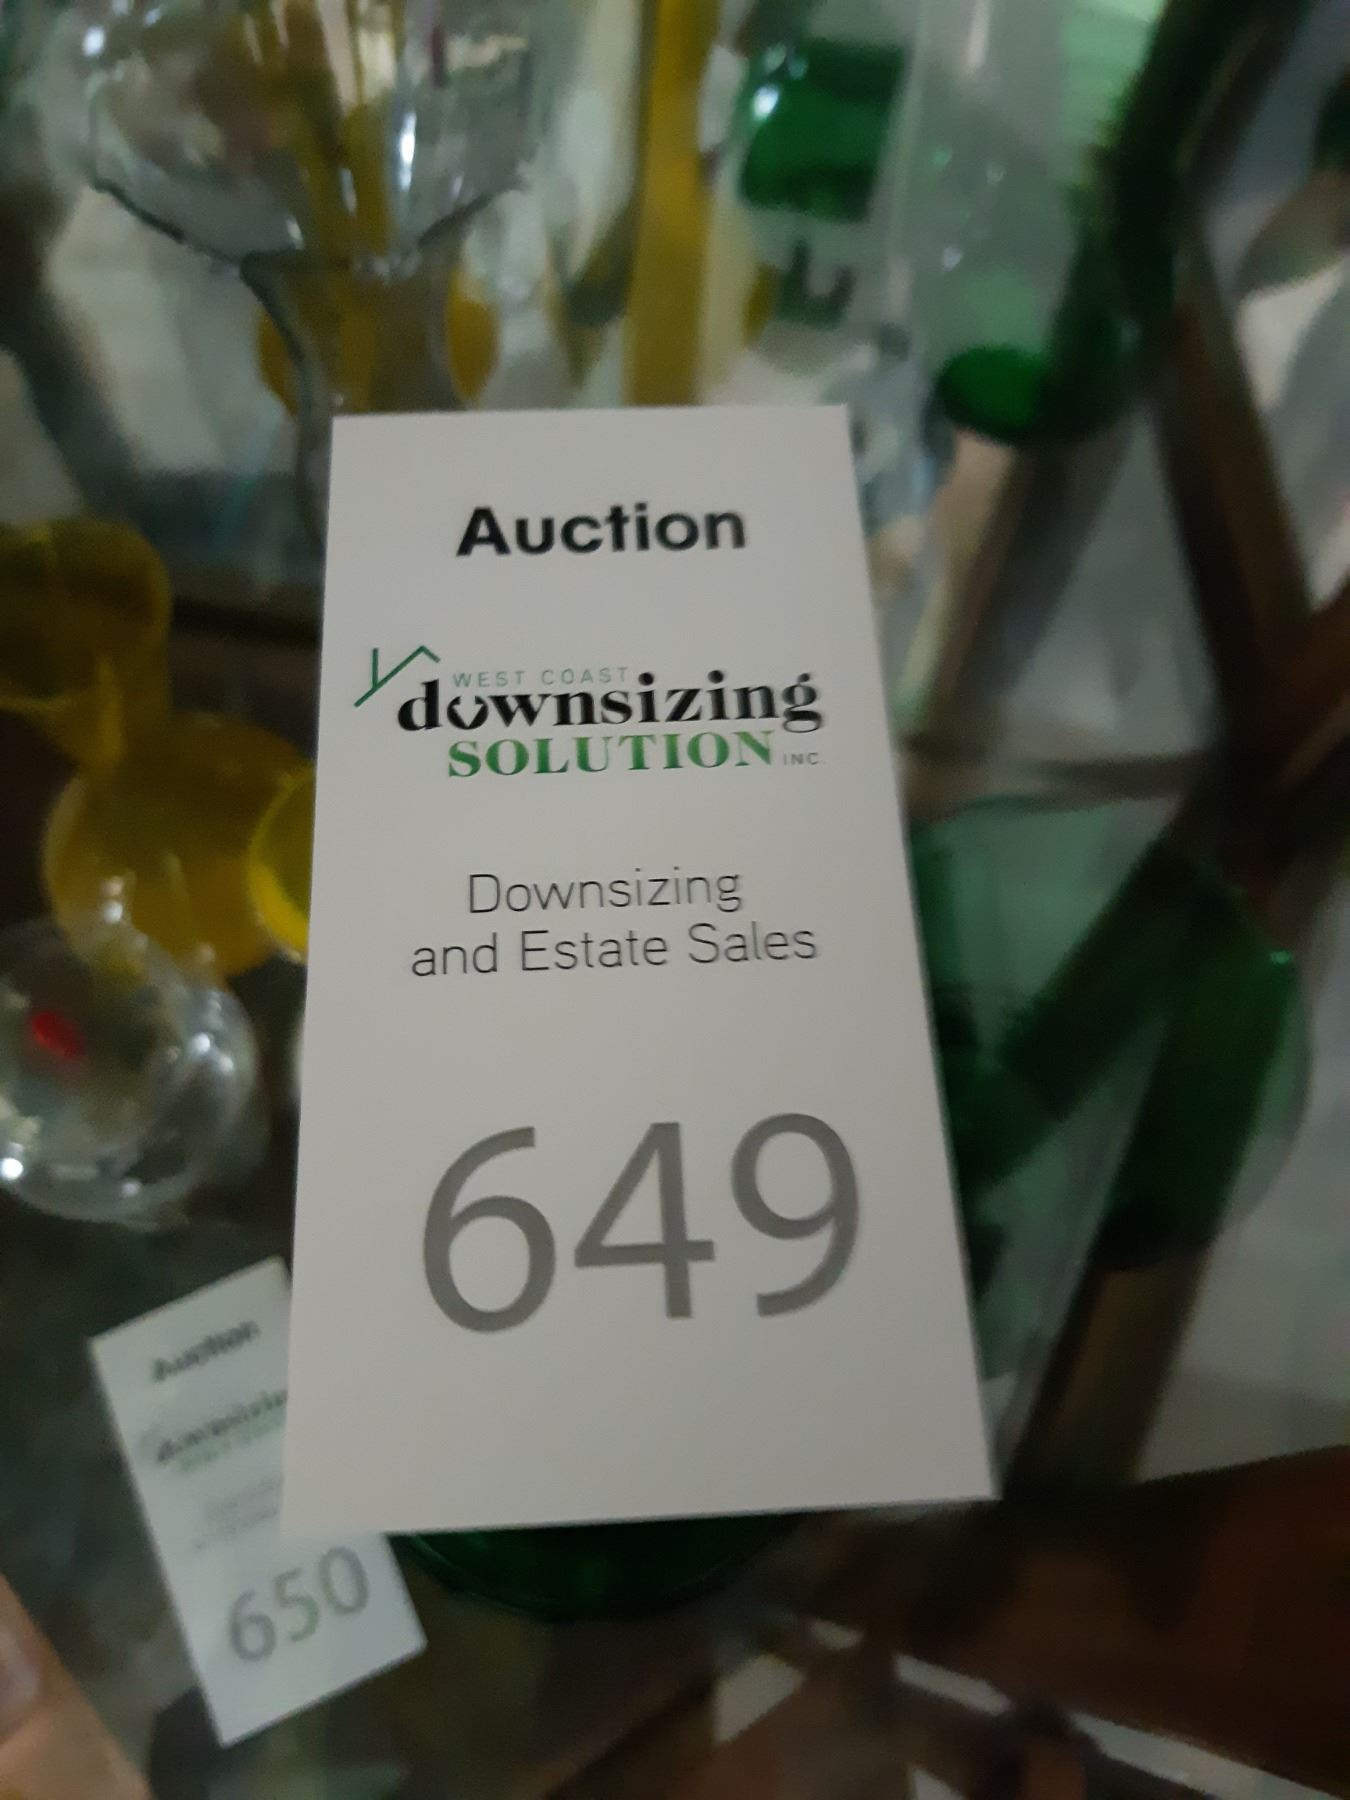 Auction
WEST COAST
downsizing
SOLUTION INC.
Downsizing
and Estate Sales
649
Auction
650